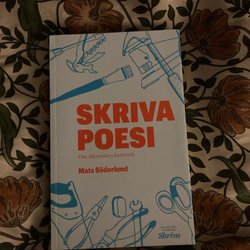 SKRIVA
POESI
Om diktandets hantverk
Mats Söderlund
Skriva